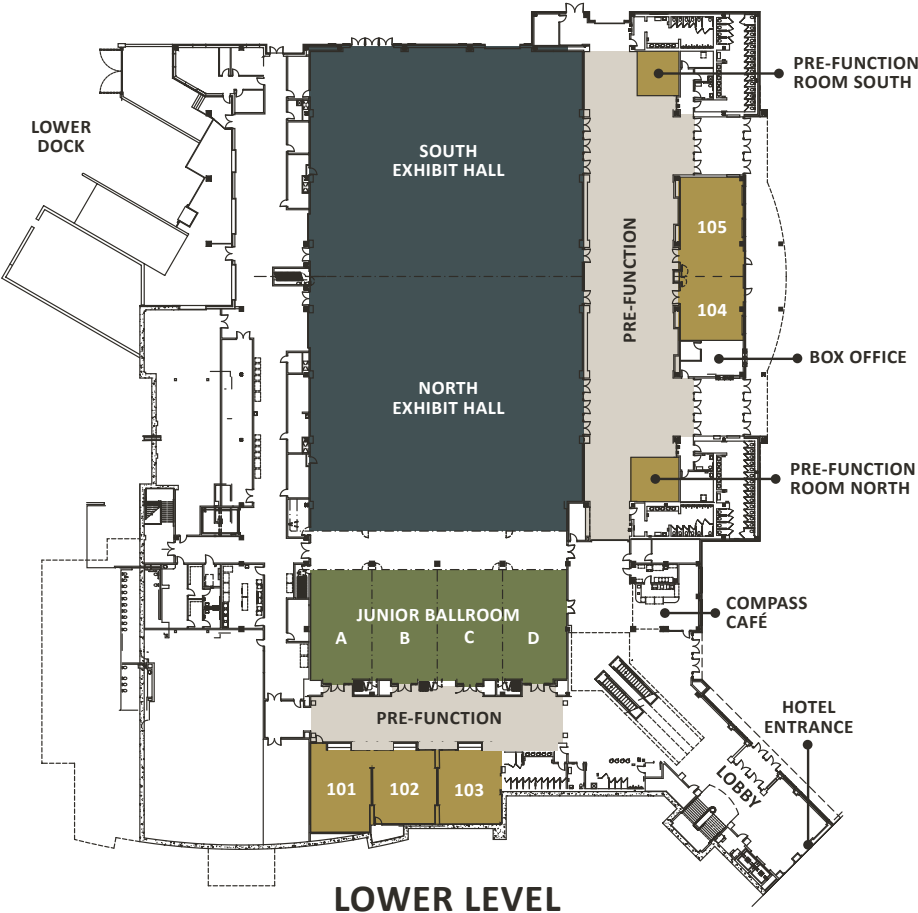 PRE-FUNCTION
ROOM SOUTH
LOWER
DOCK
SOUTH
EXHIBIT HALL
105
PRE-FUNCTION
104
BOX OFFICE
NORTH
EXHIBIT HALL
PRE-FUNCTION
ROOM NORTH
COMPASS
CAFÉ
JUNIOR BALLROOM
A B C D
HOTEL
ENTRANCE
PRE-FUNCTION
LOBBY
101 102 103
LOWER LEVEL